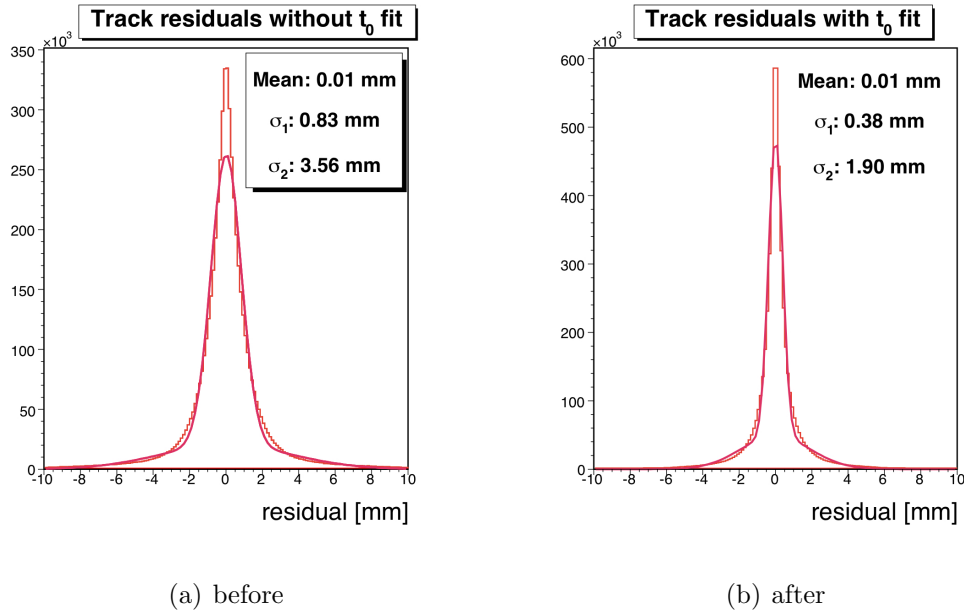 Track residuals without t₀ fit
×10³
350
300
250
200
150
100
50
0
Mean: 0.01 mm
σ₁: 0.83 mm
σ₂: 3.56 mm
-10 -8 -6 -4 -2 0 2 4 6 8 10
residual [mm]
(a) before
Track residuals with t₀ fit
×10³
600
500
400
300
200
100
0
Mean: 0.01 mm
σ₁: 0.38 mm
σ₂: 1.90 mm
-10 -8 -6 -4 -2 0 2 4 6 8 10
residual [mm]
(b) after